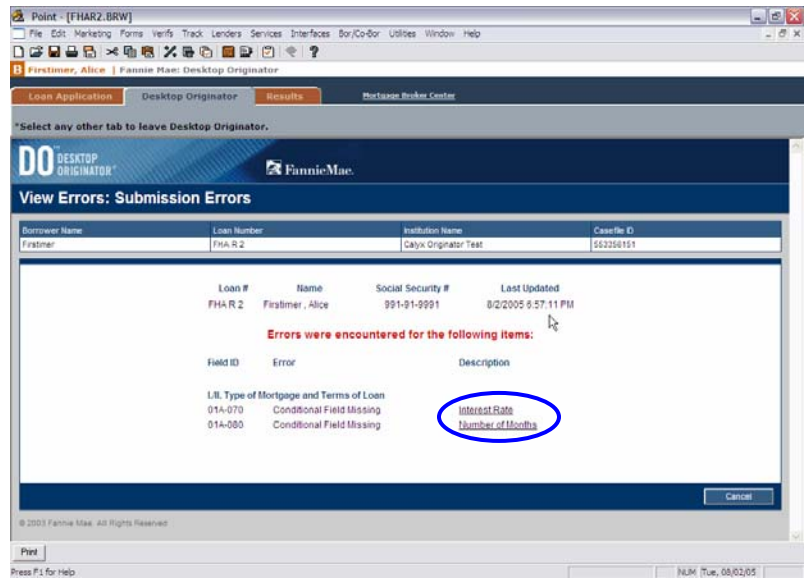 Point - [FHAR2.BRW]
File Edit Marketing Forms Verifs Track Lenders Services Interfaces Bor/Co-Bor Utilities Window Help
B Firstimer, Alice | Fannie Mae: Desktop Originator
Loan Application Desktop Originator Results Mortgage Broker Center
*Select any other tab to leave Desktop Originator.
DO™ DESKTOP ORIGINATOR® FannieMae.
View Errors: Submission Errors
Borrower Name Loan Number Institution Name Casefile ID
Firstimer FHA R 2 Calyx Originator Test 553356151
Loan # Name Social Security # Last Updated
FHA R 2 Firstimer , Alice 991-91-9991 8/2/2005 6:57:11 PM
Errors were encountered for the following items:
Field ID Error Description
I./II. Type of Mortgage and Terms of Loan
01A-070 Conditional Field Missing Interest Rate
01A-080 Conditional Field Missing Number of Months
Cancel
© 2003 Fannie Mae. All Rights Reserved
Print
Press F1 for Help NUM Tue, 08/02/05